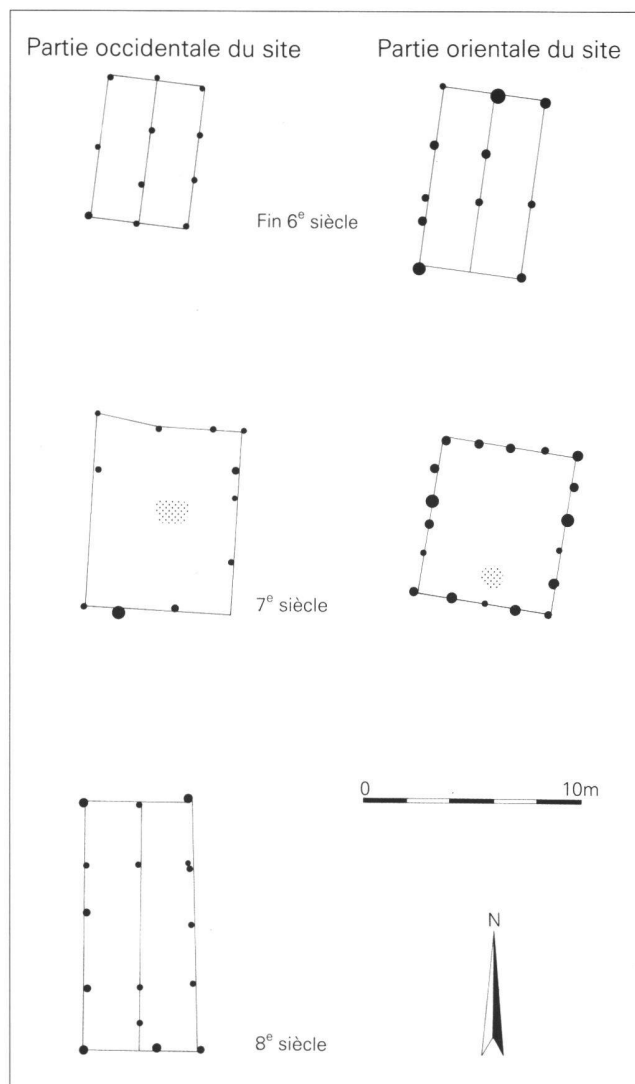 Partie occidentale du site
Partie orientale du site
Fin 6e siècle
7e siècle
0
10m
N
8e siècle